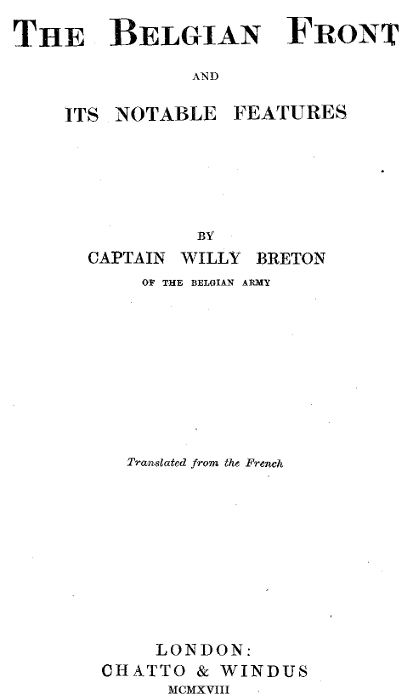 THE BELGIAN FRONT
AND
ITS NOTABLE FEATURES
BY
CAPTAIN WILLY BRETON
OF THE BELGIAN ARMY
Translated from the French
LONDON:
CHATTO & WINDUS
MCMXVIII